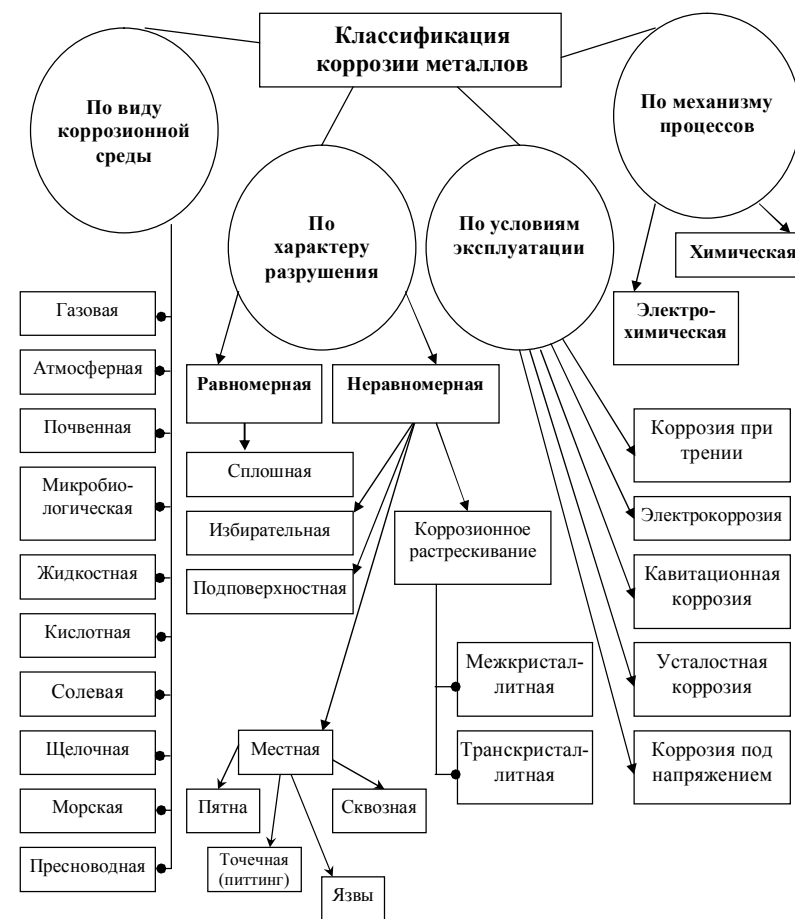 Классификация
коррозии металлов
По виду
коррозионной
среды
По механизму
процессов
По
характеру
разрушения
По условиям
эксплуатации
Химическая
Электро-
химическая
Газовая
Атмосферная
Почвенная
Микробио-
логическая
Жидкостная
Кислотная
Солевая
Щелочная
Морская
Пресноводная
Равномерная
Неравномерная
Сплошная
Избирательная
Подповерхностная
Коррозионное
растрескивание
Межкристал-
литная
Транскристал-
литная
Местная
Пятна
Сквозная
Точечная
(питтинг)
Язвы
Коррозия при
трении
Электрокоррозия
Кавитационная
коррозия
Усталостная
коррозия
Коррозия под
напряжением